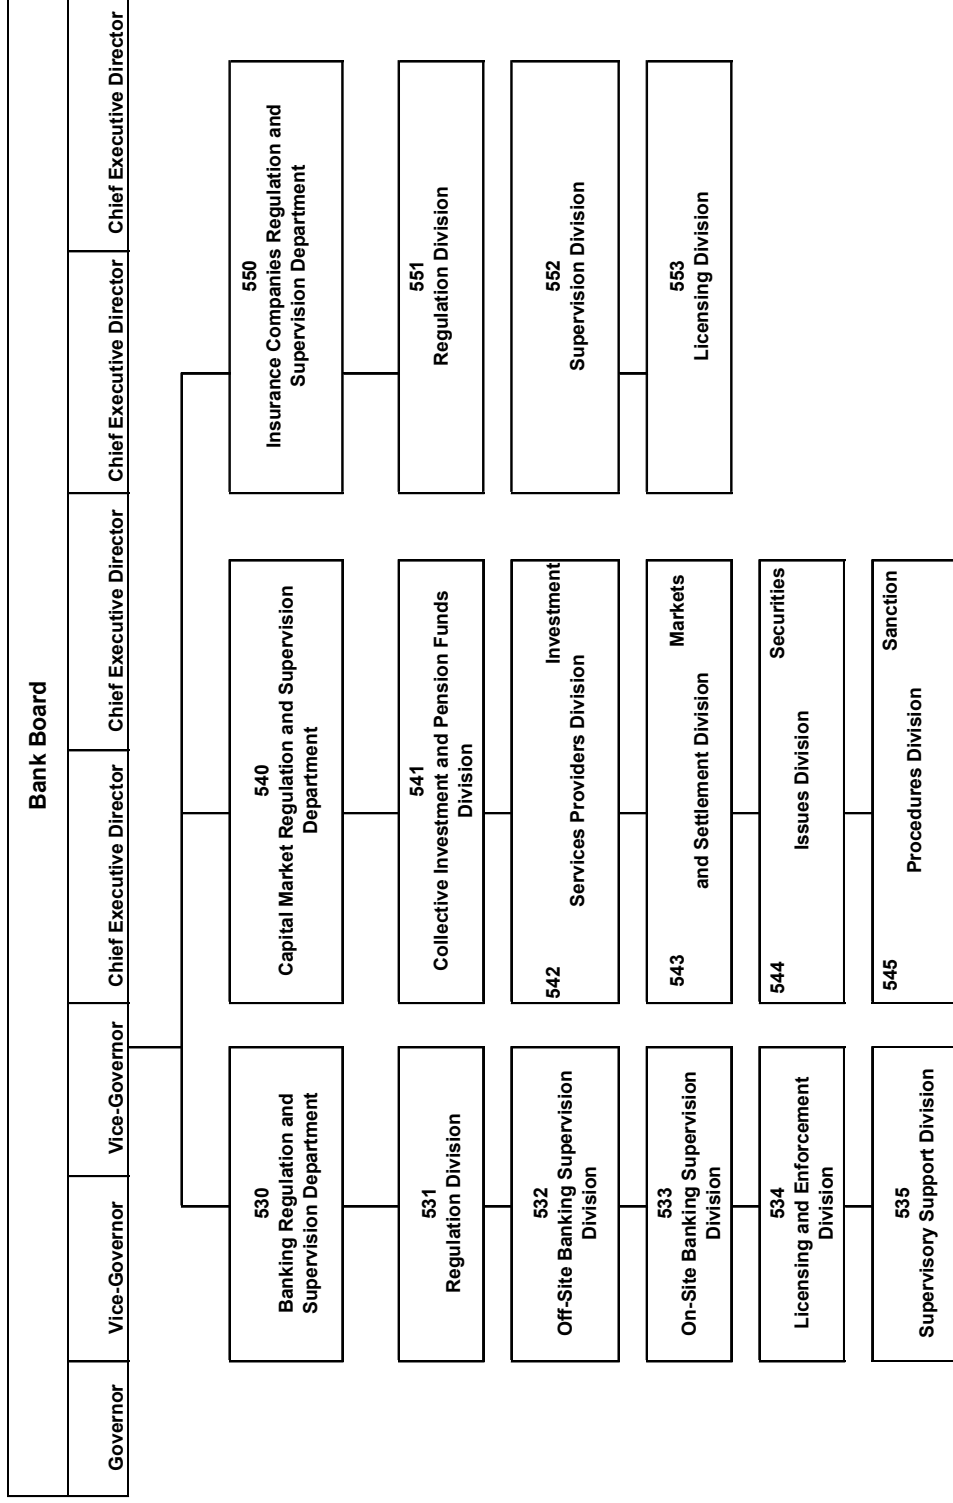 Bank Board
Governor
Vice-Governor
Vice-Governor
Chief Executive Director
Chief Executive Director
Chief Executive Director
Chief Executive Director
530
Banking Regulation and
Supervision Department
531
Regulation Division
532
Off-Site Banking Supervision
Division
533
On-Site Banking Supervision
Division
534
Licensing and Enforcement
Division
535
Supervisory Support Division
540
Capital Market Regulation and Supervision
Department
541
Collective Investment and Pension Funds
Division
542 Investment
Services Providers Division
543 Markets
and Settlement Division
544 Securities
Issues Division
545 Sanction
Procedures Division
550
Insurance Companies Regulation and
Supervision Department
551
Regulation Division
552
Supervision Division
553
Licensing Division